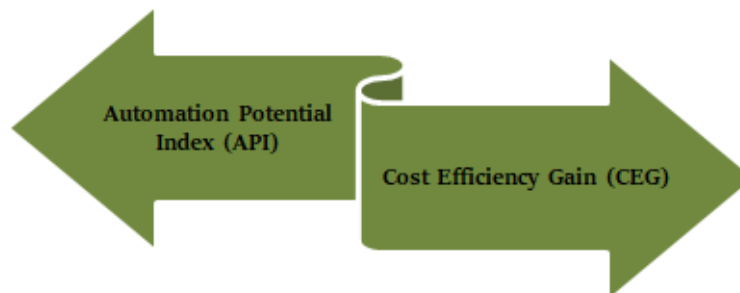 Automation Potential
Index (API)
Cost Efficiency Gain (CEG)